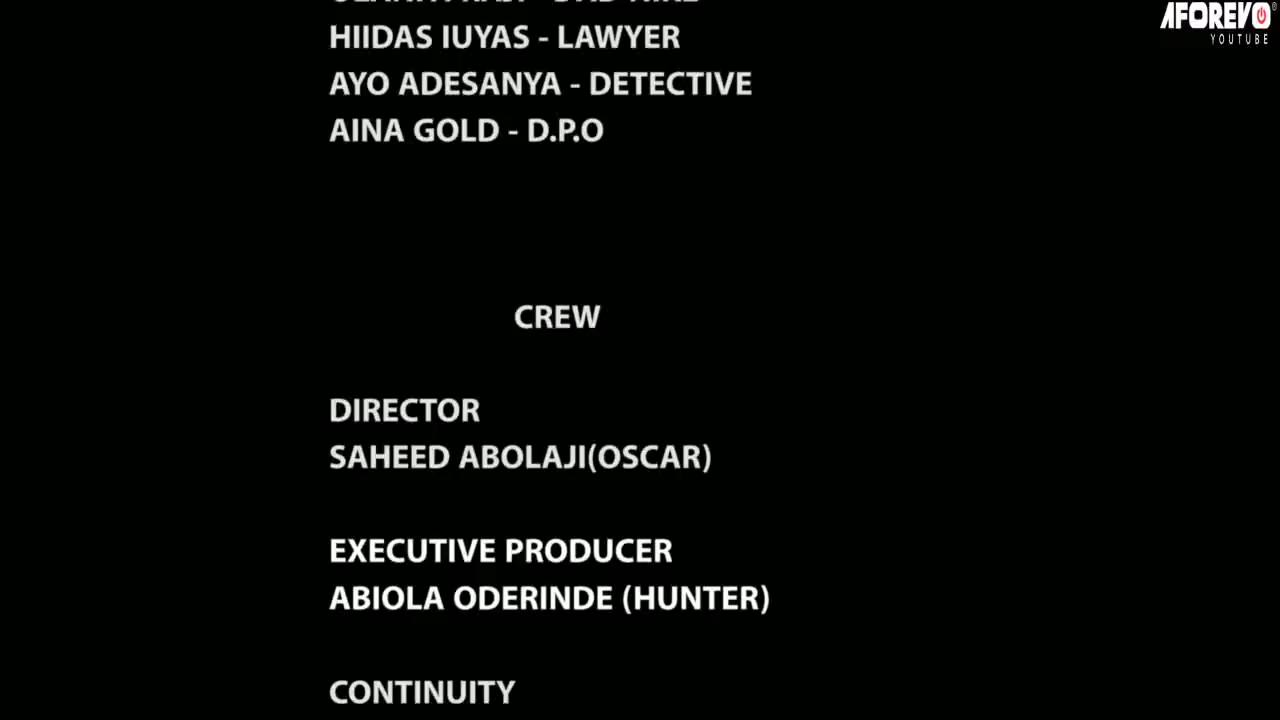 AFOREVO
YOUTUBE
HIIDAS IUYAS - LAWYER
AYO ADESANYA - DETECTIVE
AINA GOLD - D.P.O
CREW
DIRECTOR
SAHEED ABOLAJI(OSCAR)
EXECUTIVE PRODUCER
ABIOLA ODERINDE (HUNTER)
CONTINUITY